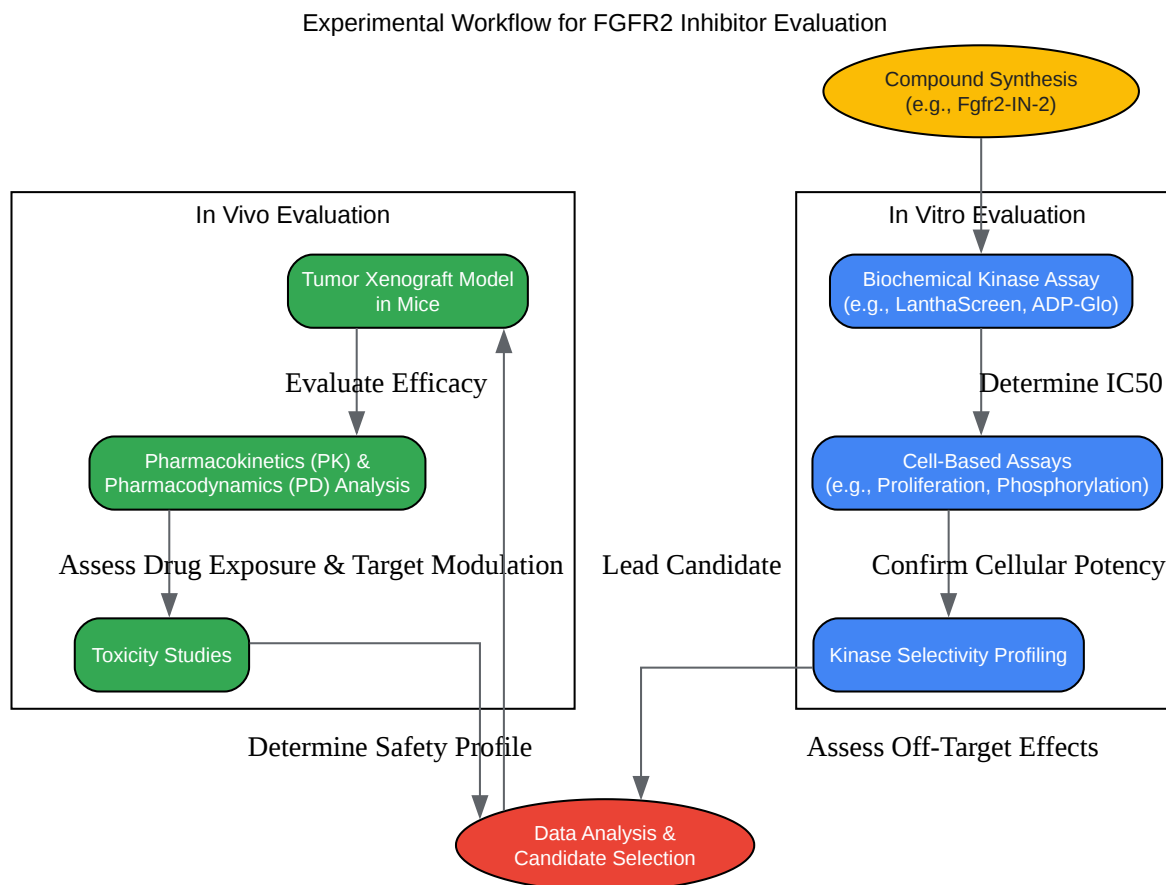 Experimental Workflow for FGFR2 Inhibitor Evaluation
Compound Synthesis
(e.g., Fgfr2-IN-2)
In Vivo Evaluation
In Vitro Evaluation
Tumor Xenograft Model
in Mice
Biochemical Kinase Assay
(e.g., LanthaScreen, ADP-Glo)
Evaluate Efficacy
Determine IC50
Pharmacokinetics (PK) &
Pharmacodynamics (PD) Analysis
Cell-Based Assays
(e.g., Proliferation, Phosphorylation)
Assess Drug Exposure & Target Modulation
Lead Candidate
Confirm Cellular Potency
Toxicity Studies
Kinase Selectivity Profiling
Determine Safety Profile
Assess Off-Target Effects
Data Analysis &
Candidate Selection